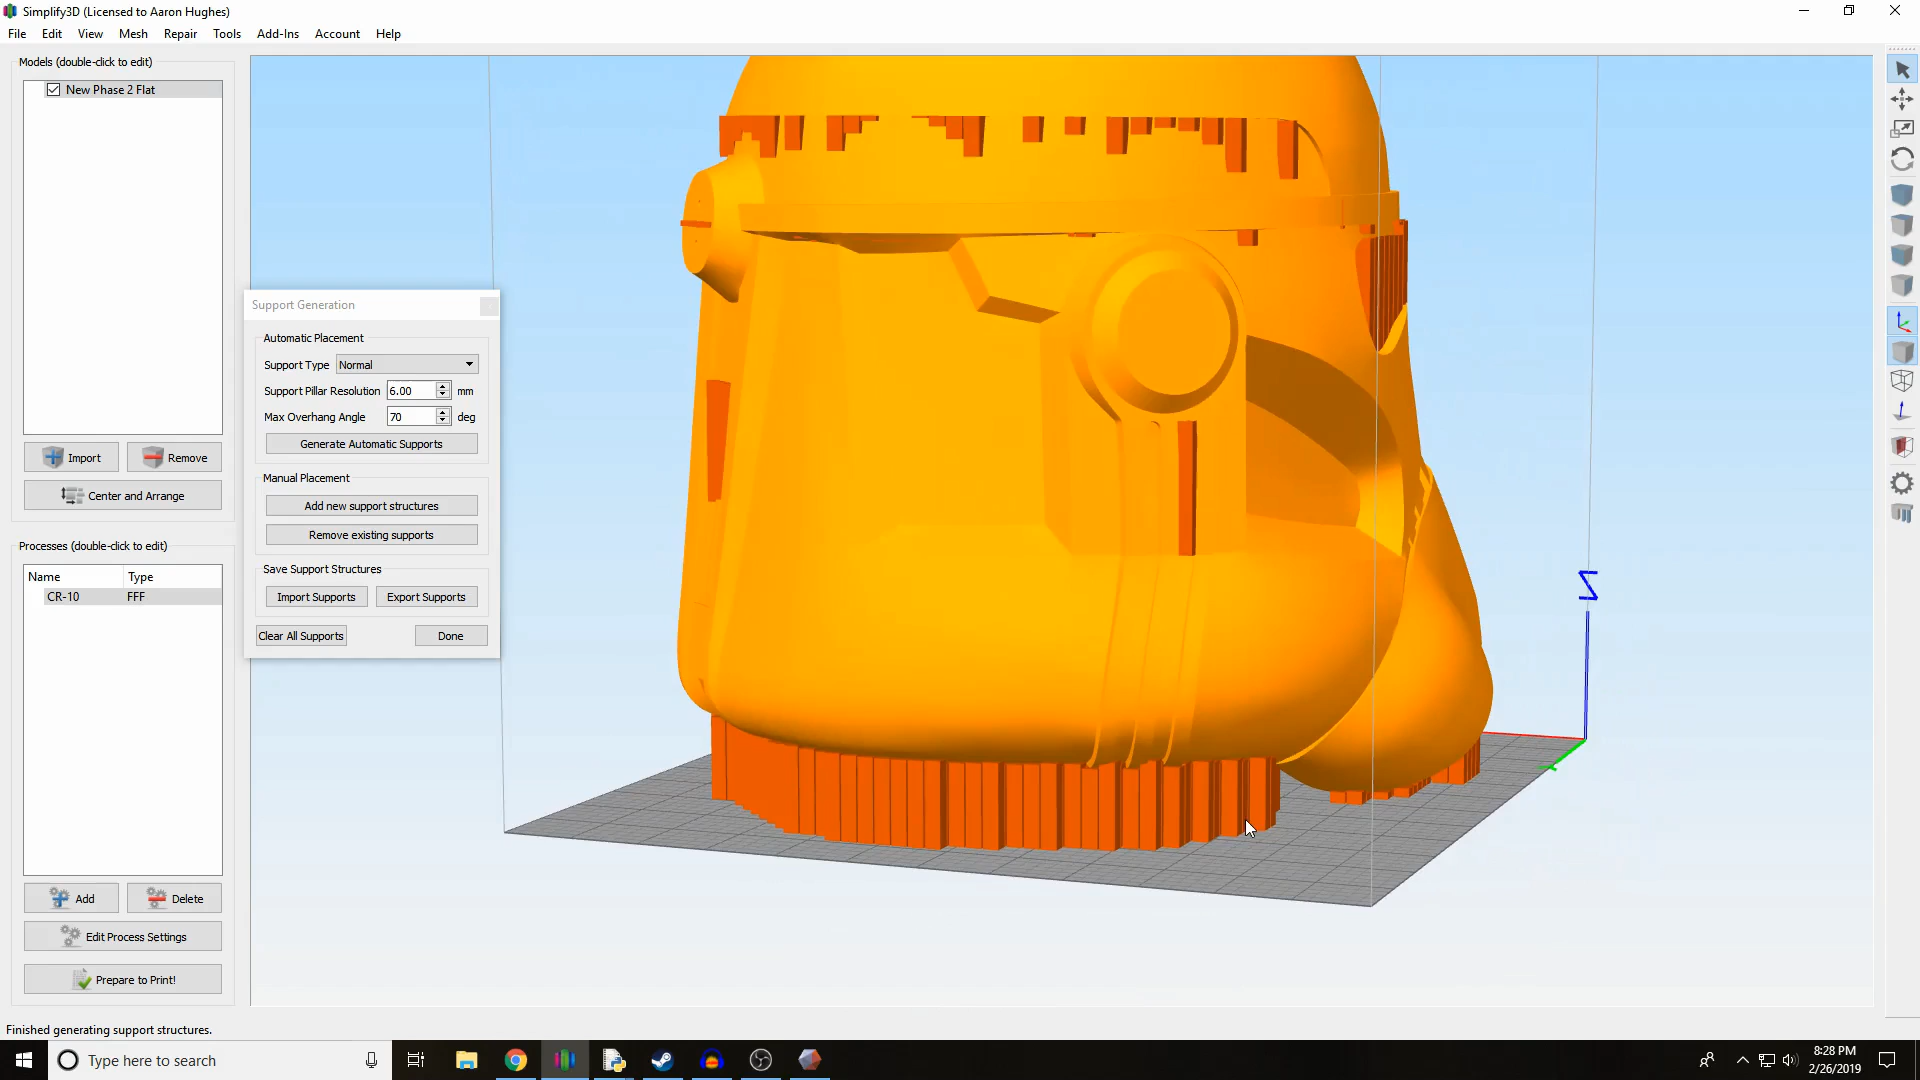 Simplify3D (Licensed to Aaron Hughes)
File Edit View Mesh Repair Tools Add-Ins Account Help
Models (double-click to edit)
New Phase 2 Flat
Import Remove
Center and Arrange
Processes (double-click to edit)
Name Type
CR-10 FFF
Add Delete
Edit Process Settings
Prepare to Print!
Finished generating support structures.
Support Generation
Automatic Placement
Support Type Normal
Support Pillar Resolution 6.00 mm
Max Overhang Angle 70 deg
Generate Automatic Supports
Manual Placement
Add new support structures
Remove existing supports
Save Support Structures
Import Supports Export Supports
Clear All Supports Done
Z
Type here to search
8:28 PM
2/26/2019